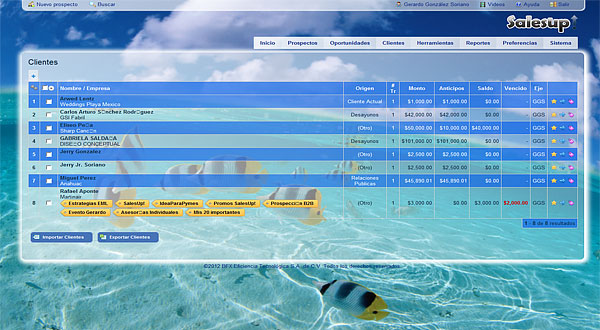 Nuevo prospecto Buscar Gerardo González Soriano Videos Ayuda Salir
Salesup
Inicio Prospectos Oportunidades Clientes Herramientas Reportes Preferencias Sistema
Clientes
Nombre / Empresa Origen # Tr Monto Anticipos Saldo Vencido Eje
1 Anwed Lentz Weddings Playa Mexico Cliente Actual 1 $1,000.00 $1,000.00 $0.00 - GGS
2 Carlos Arturo S□nchez Rodr□guez GSI Fabril Desayunos 1 $42,000.00 $42,000.00 $0.00 - GGS
3 Eliseo Pe□a Sharp Canc□n (Otro) 1 $50,000.00 $10,000.00 $40,000.00 - GGS
4 GABRIELA SALDA□A DISE□O CONCEPTUAL Desayunos 1 $101,000.00 $101,000.00 $0.00 - GGS
5 Jerry Gonzalez (Otro) 1 $2,500.00 $2,500.00 $0.00 - GGS
6 Jerry Jr. Soriano (Otro) 1 $2,500.00 $2,500.00 $0.00 - GGS
7 Miguel Perez Anahuac Relaciones Publicas 1 $45,890.01 $45,890.01 $0.00 - GGS
8 Rafael Aponte Martinair (Otro) 1 $3,000.00 $0.00 $3,000.00 $2,000.00 GGS
Estrategias EML SalesUp! IdeaParaPymes Promos SalesUp! Prospecci□n B2B
Evento Gerardo Asesor□as Individuales Mis 20 importantes
1 - 8 de 8 resultados
Importar Clientes Exportar Clientes
©2012 BFX Eficiencia Tecnológica S.A. de C.V. Todos los derechos reservados